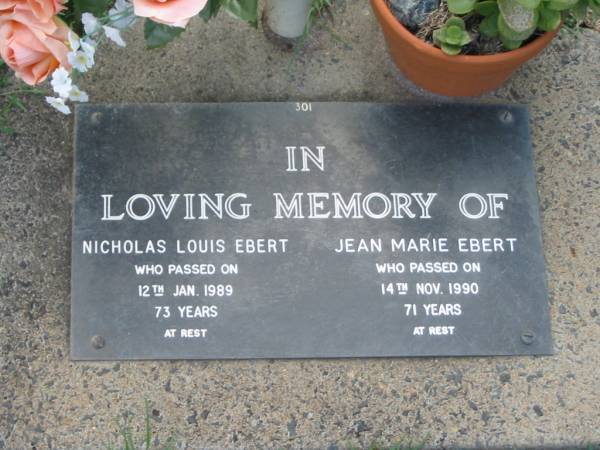 301
IN
LOVING MEMORY OF
NICHOLAS LOUIS EBERT
WHO PASSED ON
12TH JAN. 1989
73 YEARS
AT REST
JEAN MARIE EBERT
WHO PASSED ON
14TH NOV. 1990
71 YEARS
AT REST